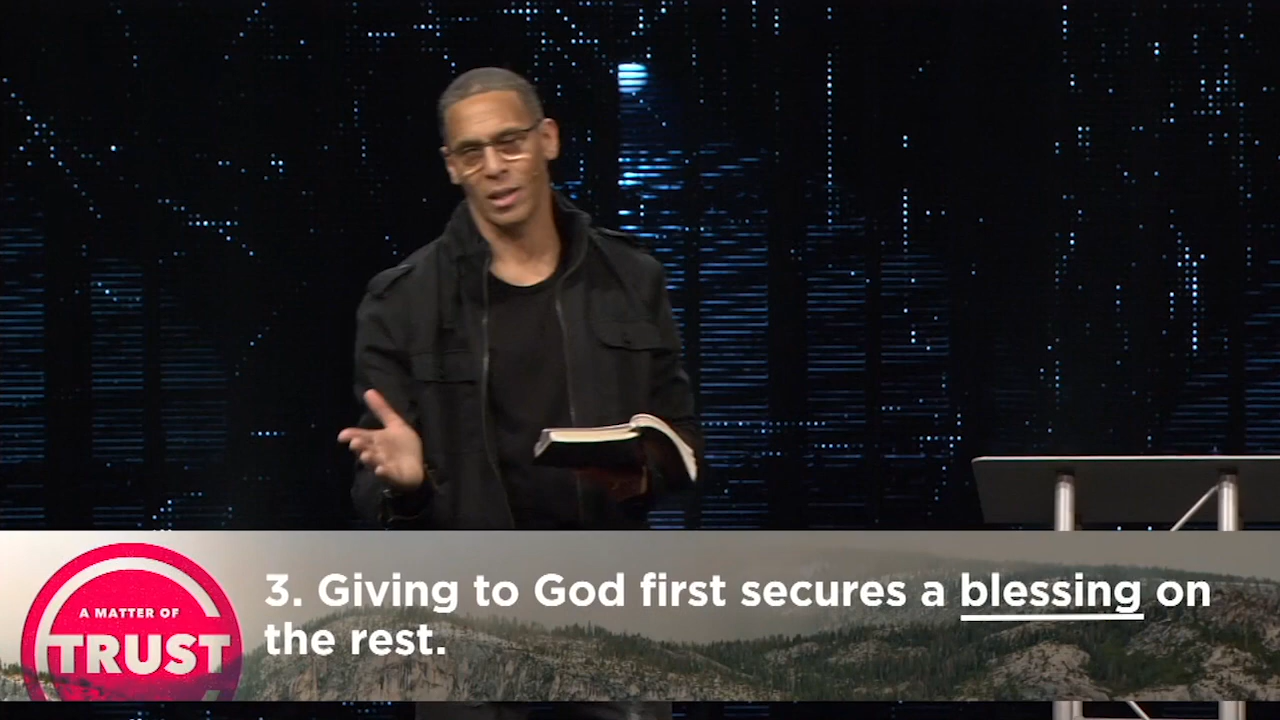 A MATTER OF
TRUST
3. Giving to God first secures a blessing on
the rest.